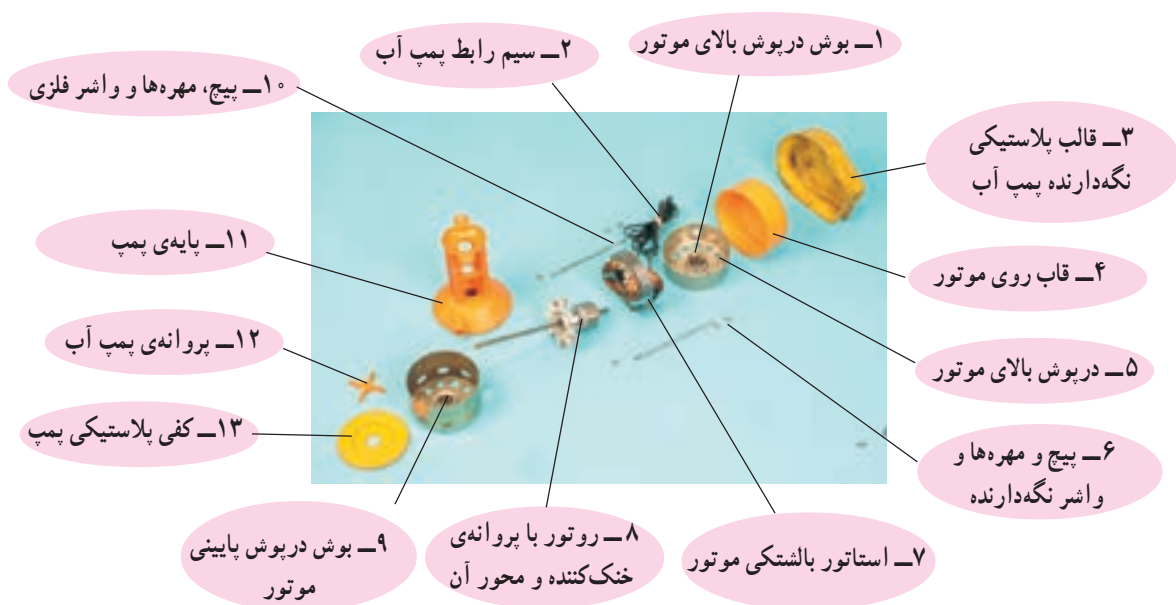 ۱ــ بوش درپوش بالای موتور
۲ــ سیم رابط پمپ آب
۳ــ قالب پلاستیکی
نگه‌دارنده پمپ آب
۴ــ قاب روی موتور
۵ــ درپوش بالای موتور
۶ــ پیچ و مهره‌ها و
واشر نگه‌دارنده
۷ــ استاتور بالشتکی موتور
۸ــ روتور با پروانه‌ی
خنک‌کننده و محور آن
۹ــ بوش درپوش پایینی
موتور
۱۰ــ پیچ، مهره‌ها و واشر فلزی
۱۱ــ پایه‌ی پمپ
۱۲ــ پروانه‌ی پمپ آب
۱۳ــ کفی پلاستیکی پمپ